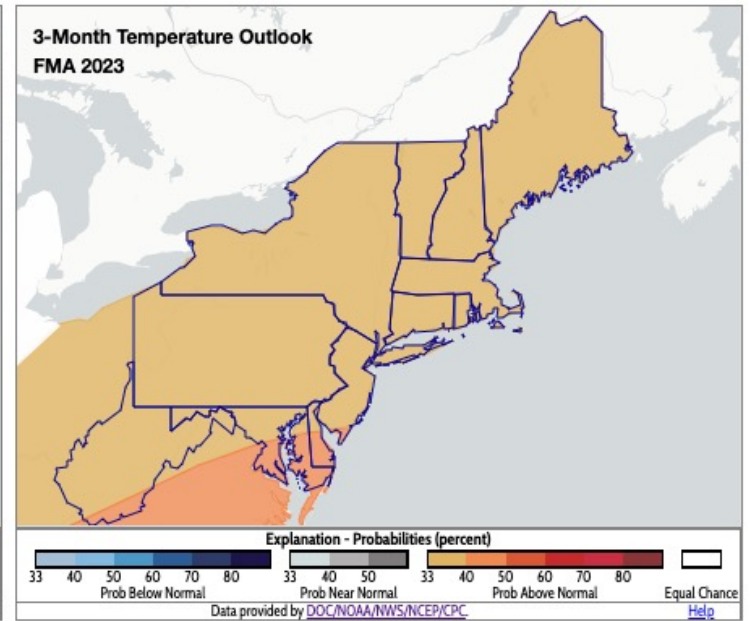 3-Month Temperature Outlook
FMA 2023
Explanation - Probabilities (percent)
33 40 50 60 70 80 33 40 50 33 40 50 60 70 80
Prob Below Normal Prob Near Normal Prob Above Normal Equal Chance
Data provided by DOC/NOAA/NWS/NCEP/CPC. Help